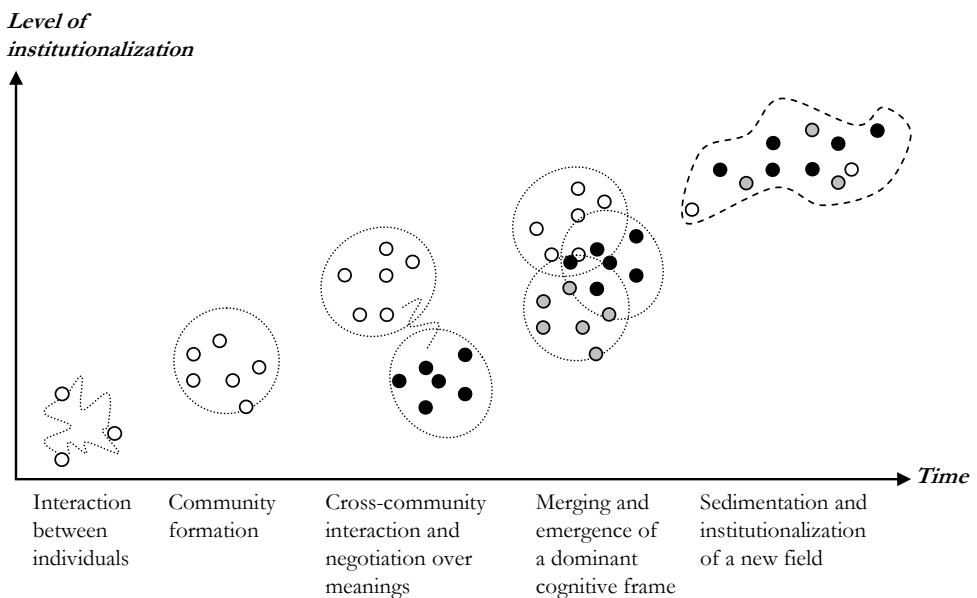 Level of
institutionalization
Time
Interaction
between
individuals
Community
formation
Cross-community
interaction and
negotiation over
meanings
Merging and
emergence of
a dominant
cognitive frame
Sedimentation and
institutionalization
of a new field